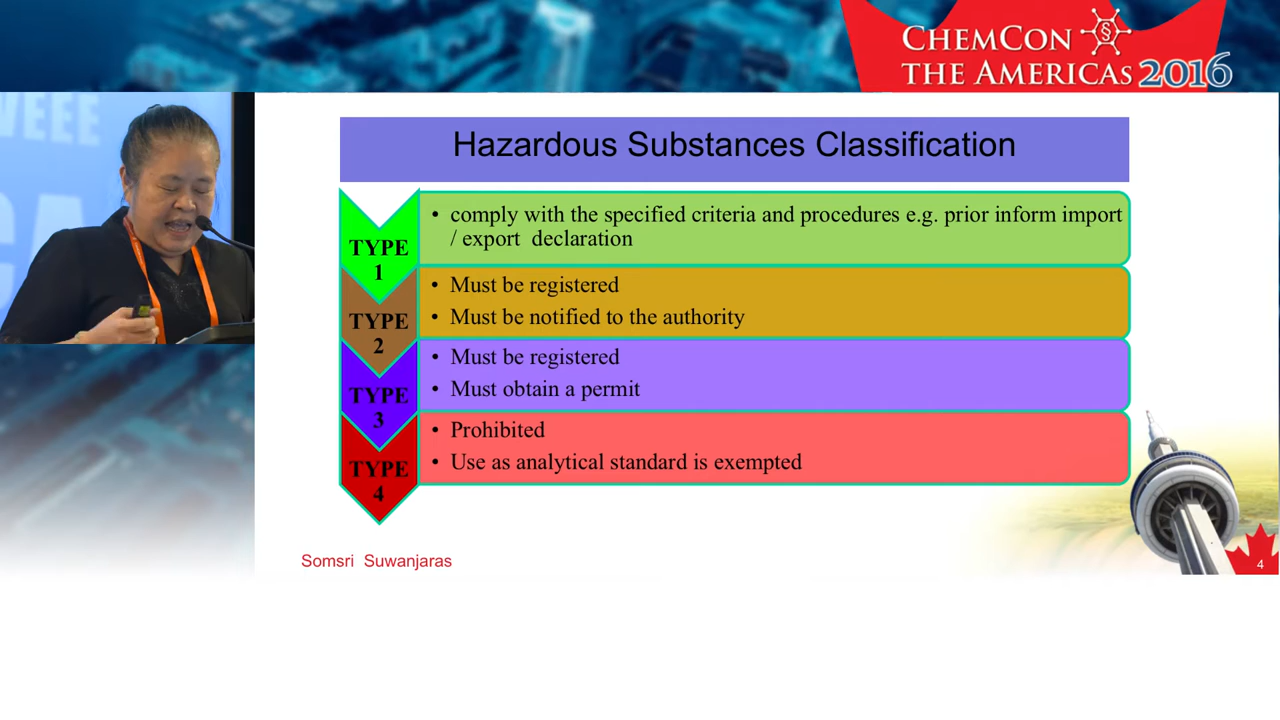 CHEMCON §
THE AMERICAS 2016
WEEE
CA
Hazardous Substances Classification
TYPE
1
• comply with the specified criteria and procedures e.g. prior inform import
/ export declaration
TYPE
2
• Must be registered
• Must be notified to the authority
TYPE
3
• Must be registered
• Must obtain a permit
TYPE
4
• Prohibited
• Use as analytical standard is exempted
Somsri Suwanjaras
4